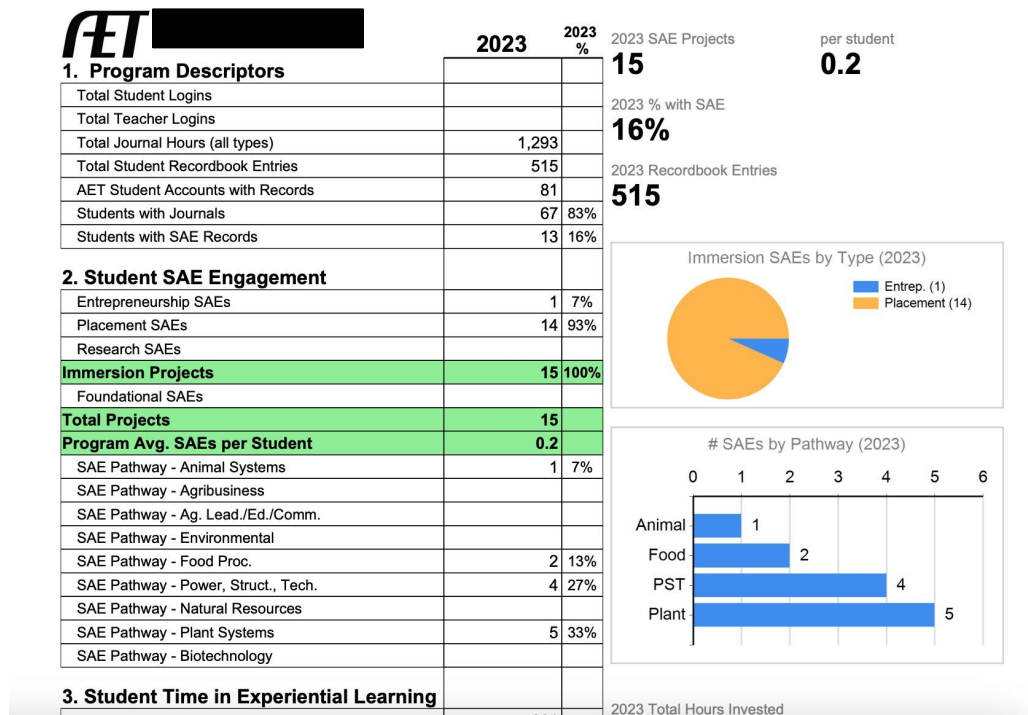 AET
2023
2023 %
1. Program Descriptors
Total Student Logins
Total Teacher Logins
Total Journal Hours (all types) 1,293
Total Student Recordbook Entries 515
AET Student Accounts with Records 81
Students with Journals 67 83%
Students with SAE Records 13 16%
2. Student SAE Engagement
Entrepreneurship SAEs 1 7%
Placement SAEs 14 93%
Research SAEs
Immersion Projects 15 100%
Foundational SAEs
Total Projects 15
Program Avg. SAEs per Student 0.2
SAE Pathway - Animal Systems 1 7%
SAE Pathway - Agribusiness
SAE Pathway - Ag. Lead./Ed./Comm.
SAE Pathway - Environmental
SAE Pathway - Food Proc. 2 13%
SAE Pathway - Power, Struct., Tech. 4 27%
SAE Pathway - Natural Resources
SAE Pathway - Plant Systems 5 33%
SAE Pathway - Biotechnology
3. Student Time in Experiential Learning
2023 SAE Projects per student
15 0.2
2023 % with SAE
16%
2023 Recordbook Entries
515
Immersion SAEs by Type (2023)
Entrep. (1)
Placement (14)
# SAEs by Pathway (2023)
0 1 2 3 4 5 6
Animal 1
Food 2
PST 4
Plant 5
2023 Total Hours Invested